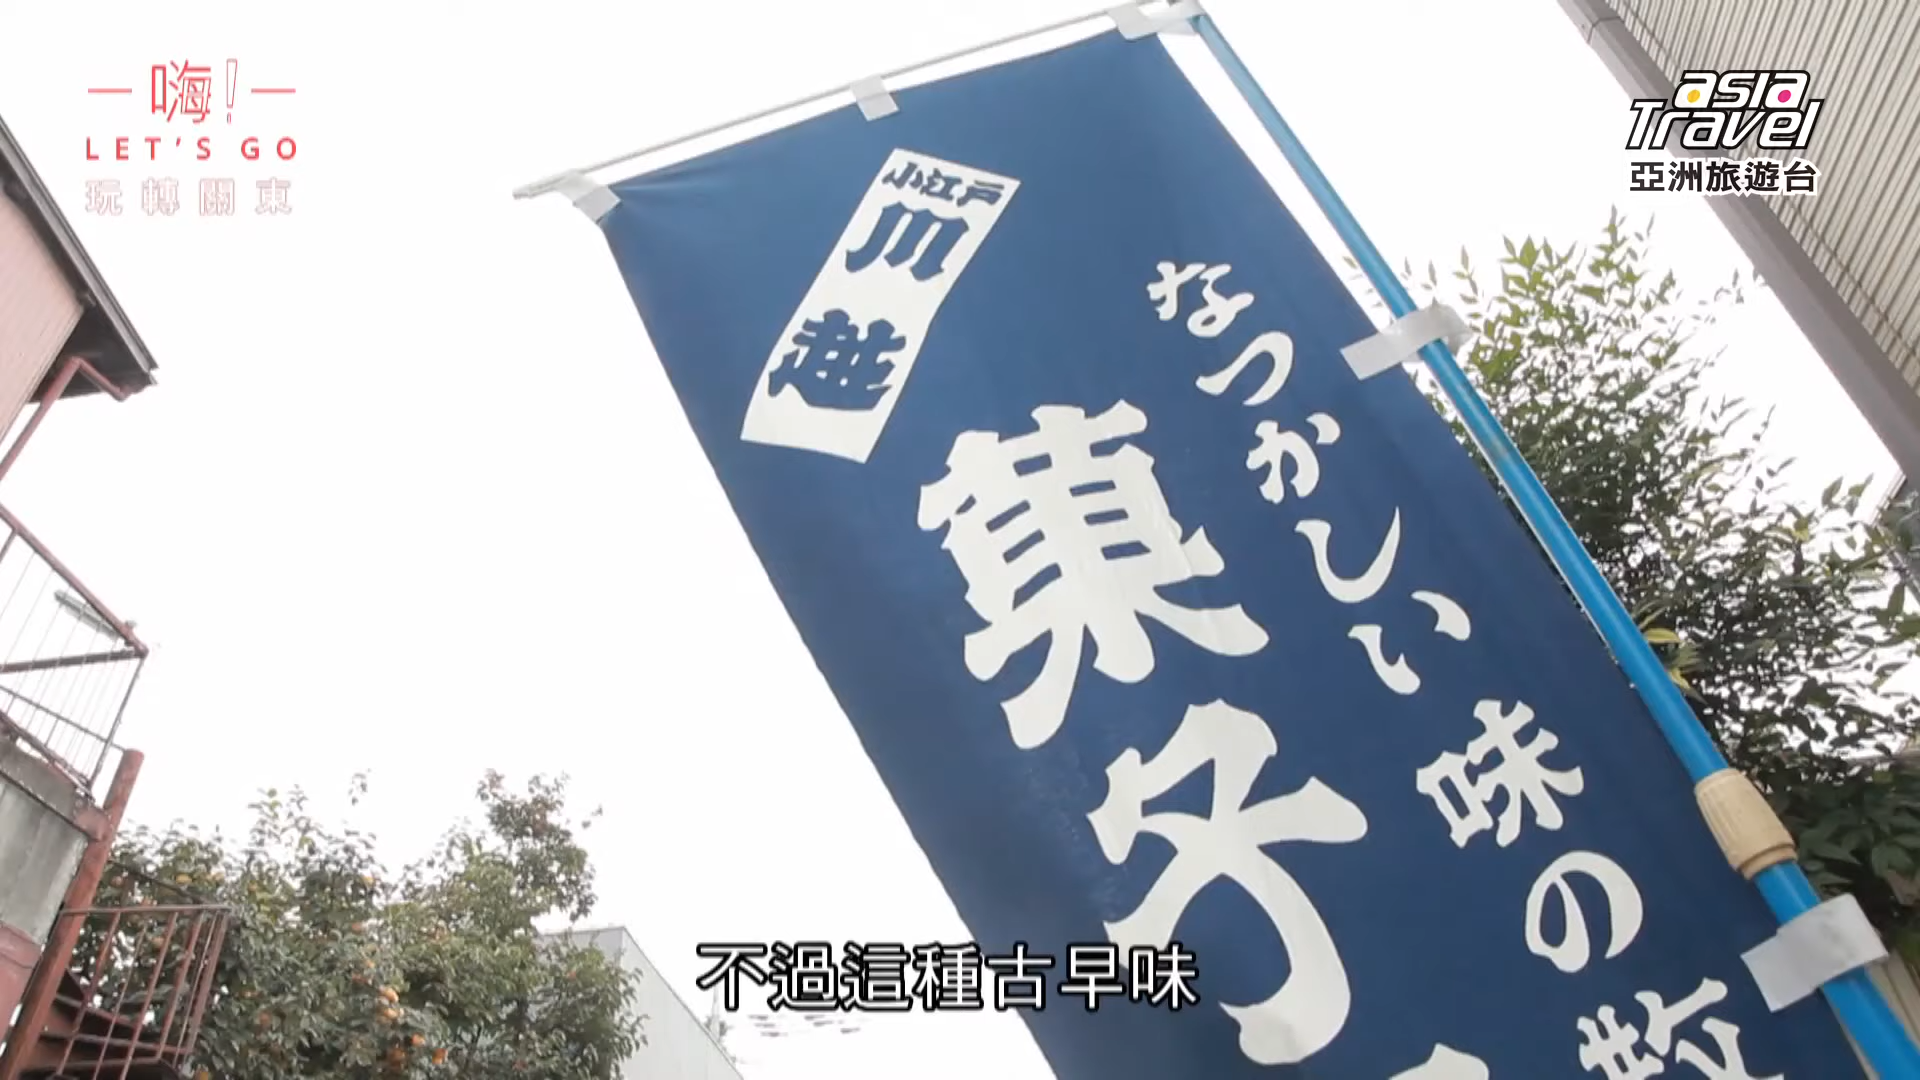 嗨!
LET'S GO
玩轉關東
asia
Travel
亞洲旅遊台
小江戸
川越
なつかしい味の散
菓子
不過這種古早味